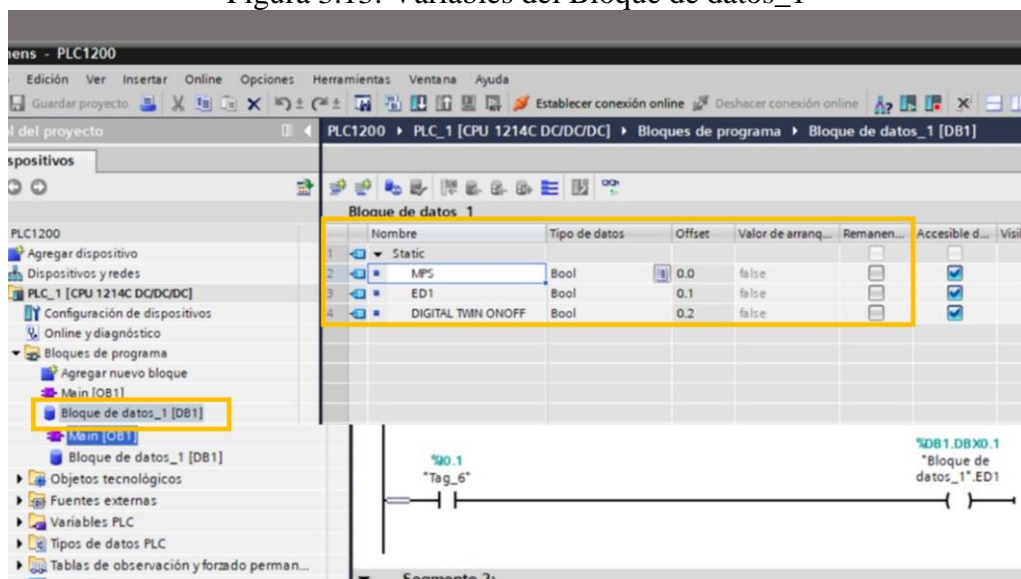 Figura 3.13. Variables del Bloque de datos_1
- PLC1200
Edición Ver Insertar Online Opciones Herramientas Ventana Ayuda
Guardar proyecto Establecer conexión online Deshacer conexión online
del proyecto
PLC1200 PLC_1 [CPU 1214C DC/DC/DC] Bloques de programa Bloque de datos_1 [DB1]
Bloque de datos_1
Nombre Tipo de datos Offset Valor de arranq... Remanen... Accesible d...
1 Static
2 MPS Bool 0.0 false
3 ED1 Bool 0.1 false
4 DIGITAL TWIN ONOFF Bool 0.2 false
PLC1200
Agregar dispositivo
Dispositivos y redes
PLC_1 [CPU 1214C DC/DC/DC]
Configuración de dispositivos
Online y diagnóstico
Bloques de programa
Agregar nuevo bloque
Main [OB1]
Bloque de datos_1 [DB1]
Main [OB1]
Bloque de datos_1 [DB1]
Objetos tecnológicos
Fuentes externas
Variables PLC
Tipos de datos PLC
Tablas de observación y forzado perman...
%I0.1
"Tag_6"
%DB1.DBX0.1
"Bloque de
datos_1".ED1
Segmento 2: